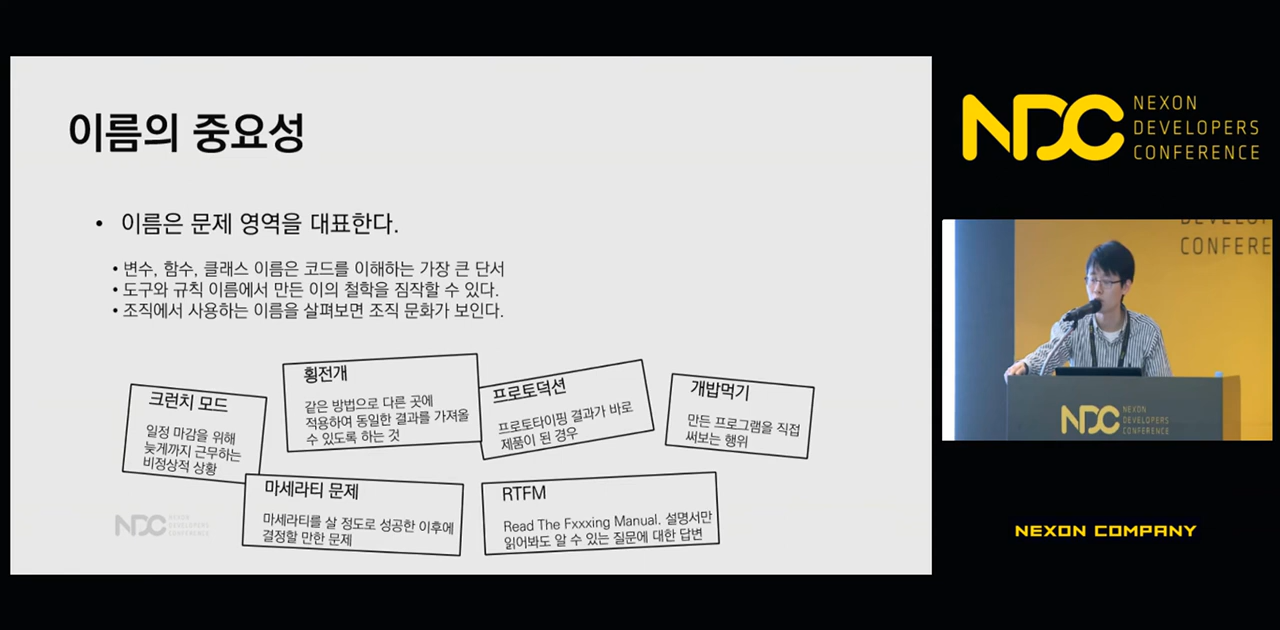 이름의 중요성
• 이름은 문제 영역을 대표한다.
• 변수, 함수, 클래스 이름은 코드를 이해하는 가장 큰 단서
• 도구와 규칙 이름에서 만든 이의 철학을 짐작할 수 있다.
• 조직에서 사용하는 이름을 살펴보면 조직 문화가 보인다.
크런치 모드
일정 마감을 위해
늦게까지 근무하는
비정상적 상황
횡전개
같은 방법으로 다른 곳에
적용하여 동일한 결과를 가져올
수 있도록 하는 것
프로토덕션
프로토타이핑 결과가 바로
제품이 된 경우
개밥먹기
만든 프로그램을 직접
써보는 행위
마세라티 문제
마세라티를 살 정도로 성공한 이후에
결정할 만한 문제
RTFM
Read The Fxxxing Manual. 설명서만
읽어봐도 알 수 있는 질문에 대한 답변
NDC
NEXON
DEVELOPERS
CONFERENCE
NDC
NEXON
DEVELOPERS
CONFERENCE
CONFERE
NDC
NEXON
DEVELOPERS
CONFERENCE
NEXON COMPANY